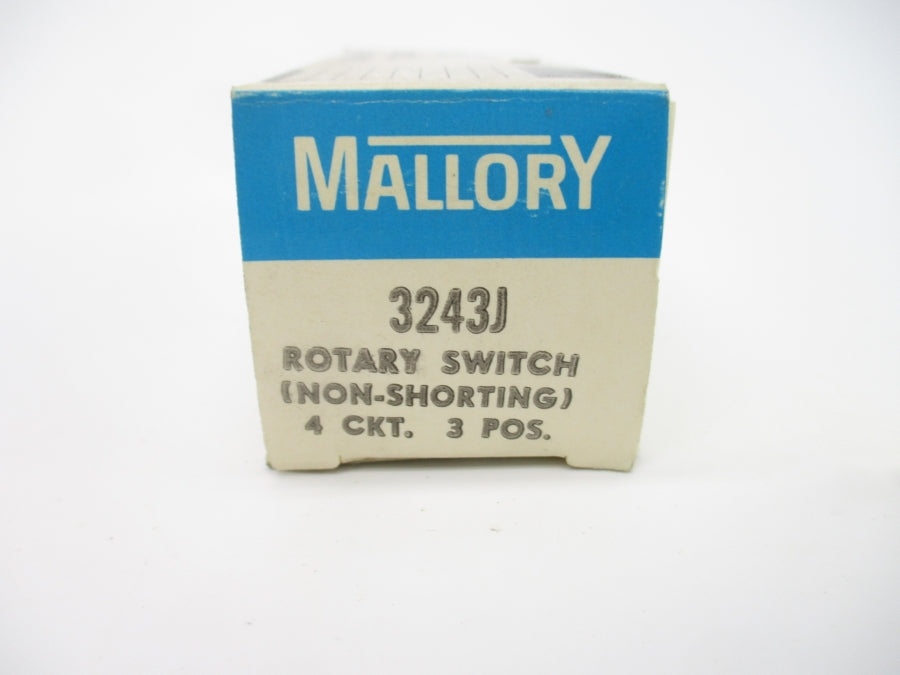 MALLORY
3243J
ROTARY SWITCH
(NON-SHORTING)
4 CKT. 3 POS.